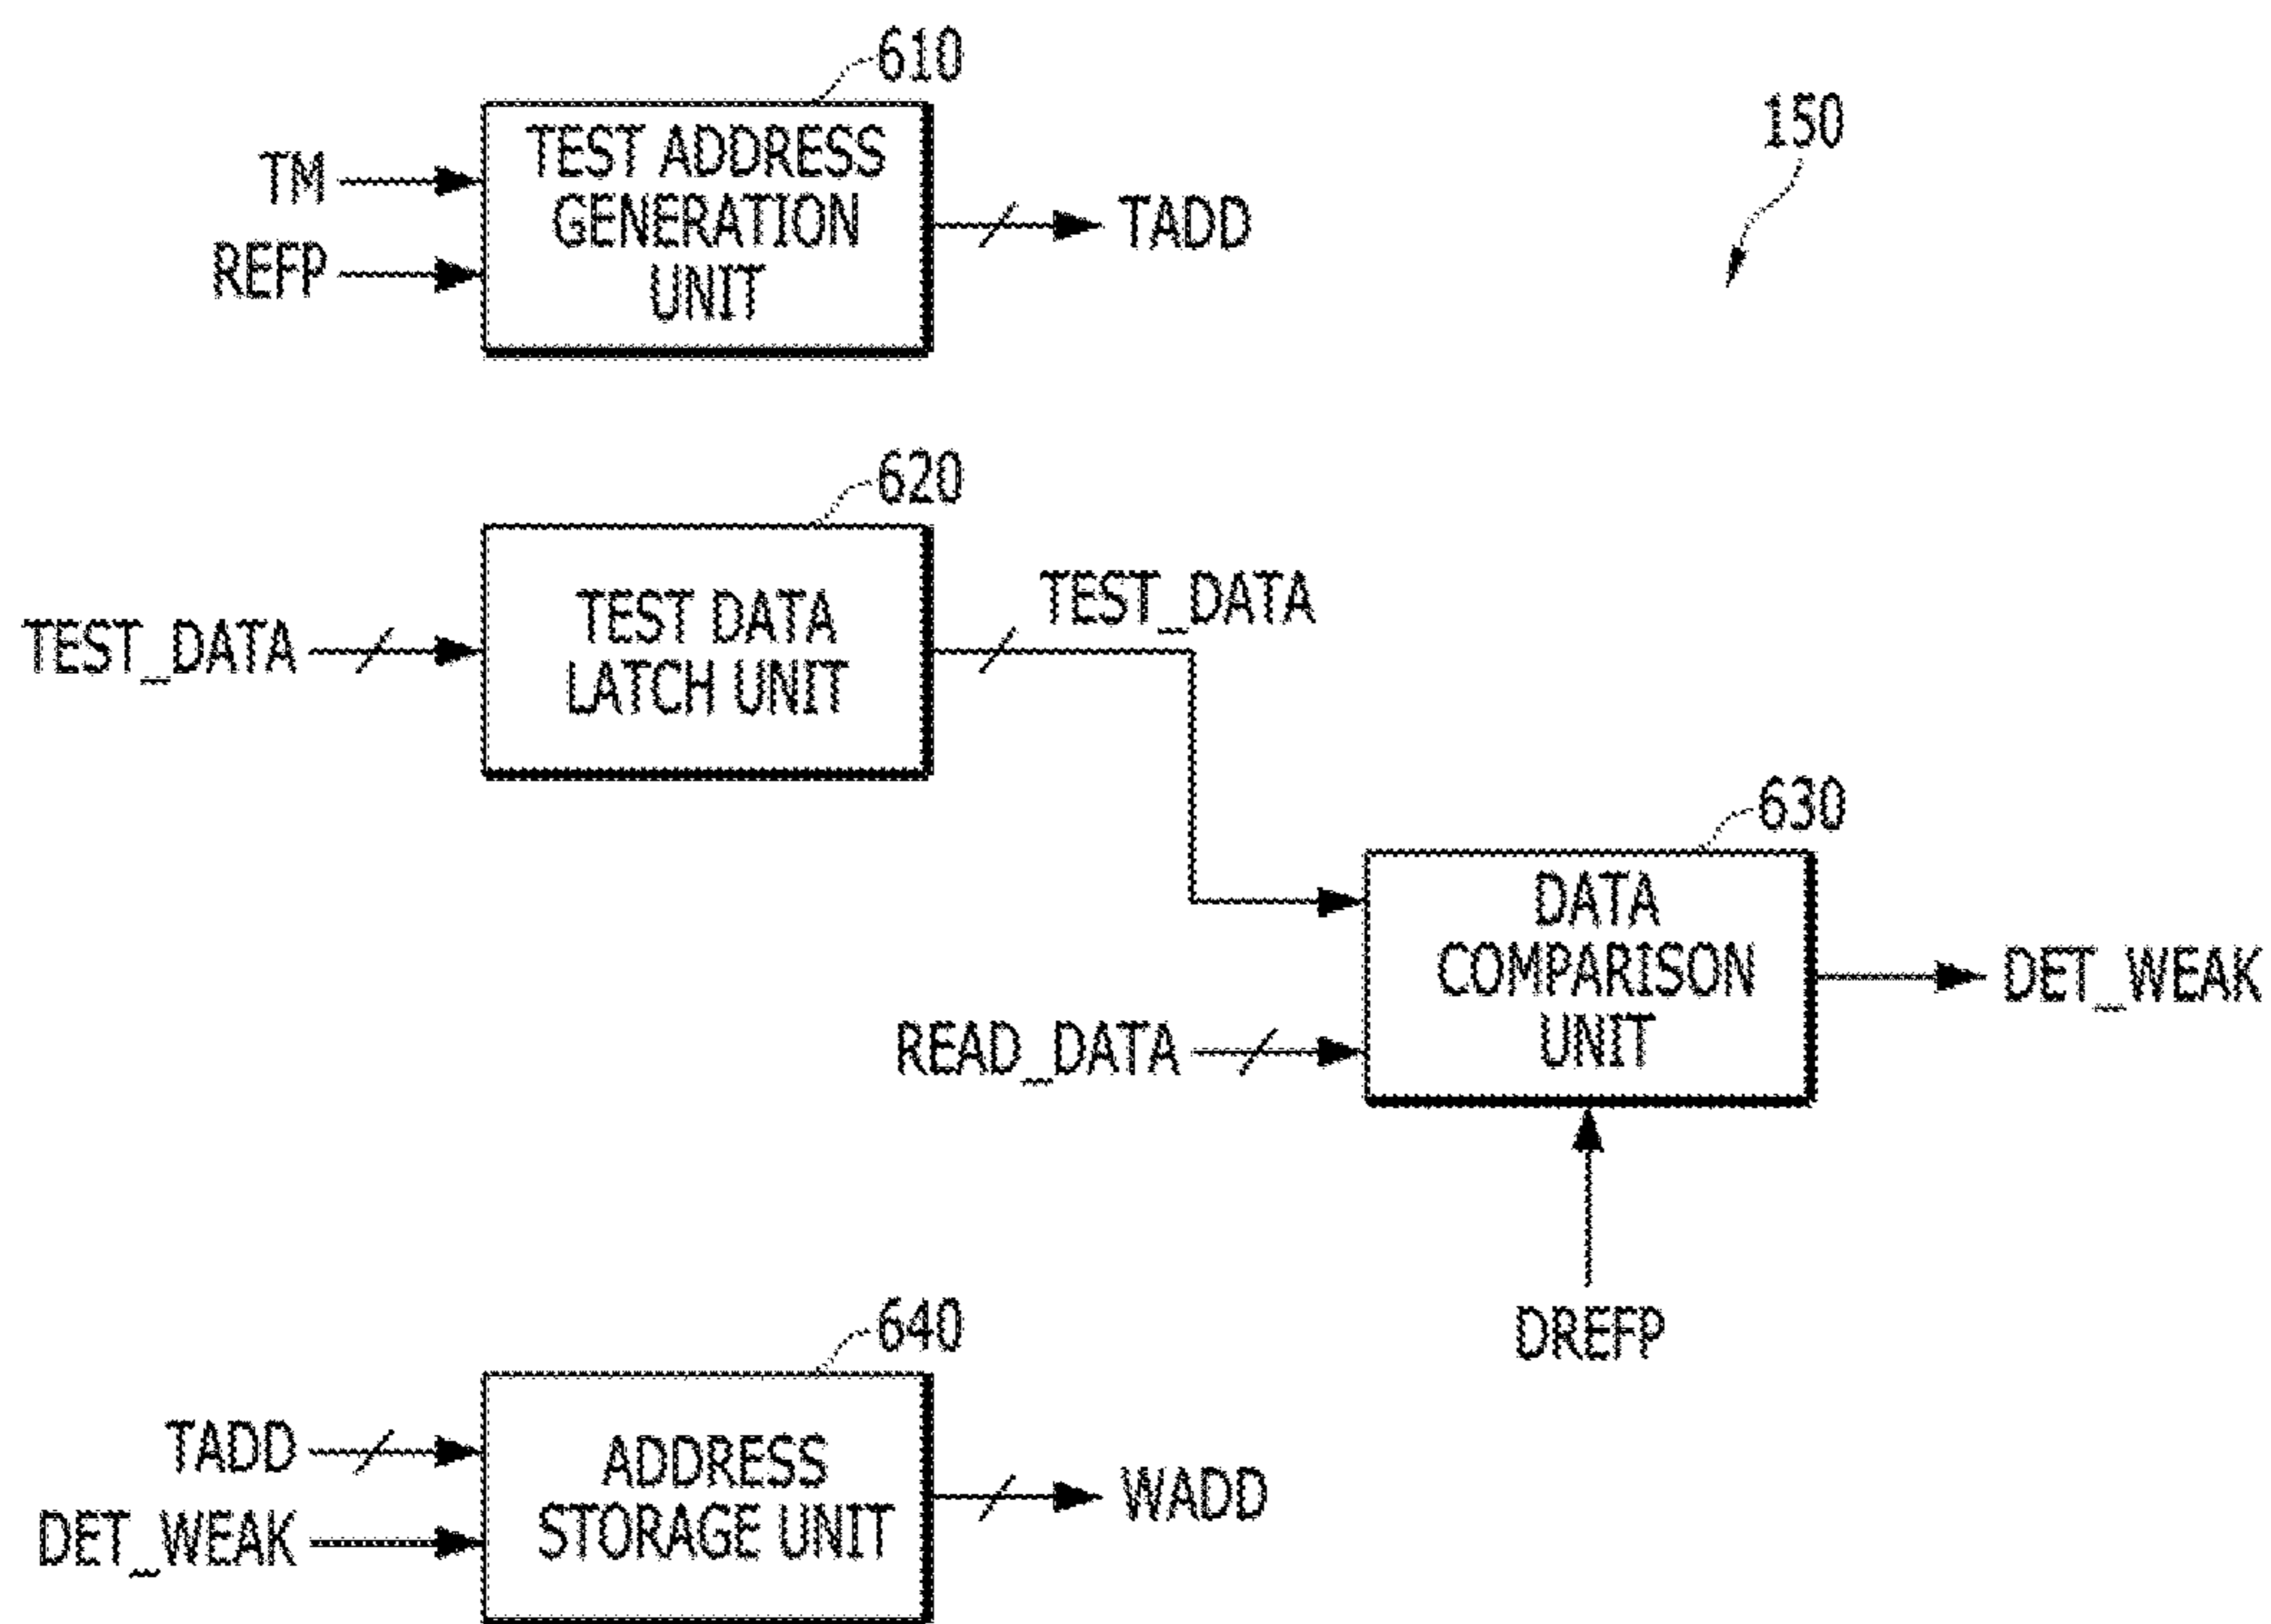 610
150
TM
REFP
TEST ADDRESS
GENERATION
UNIT
TADD
620
TEST_DATA
TEST DATA
LATCH UNIT
TEST_DATA
630
DATA
COMPARISON
UNIT
READ_DATA
DET_WEAK
DREFP
640
TADD
DET_WEAK
ADDRESS
STORAGE UNIT
WADD